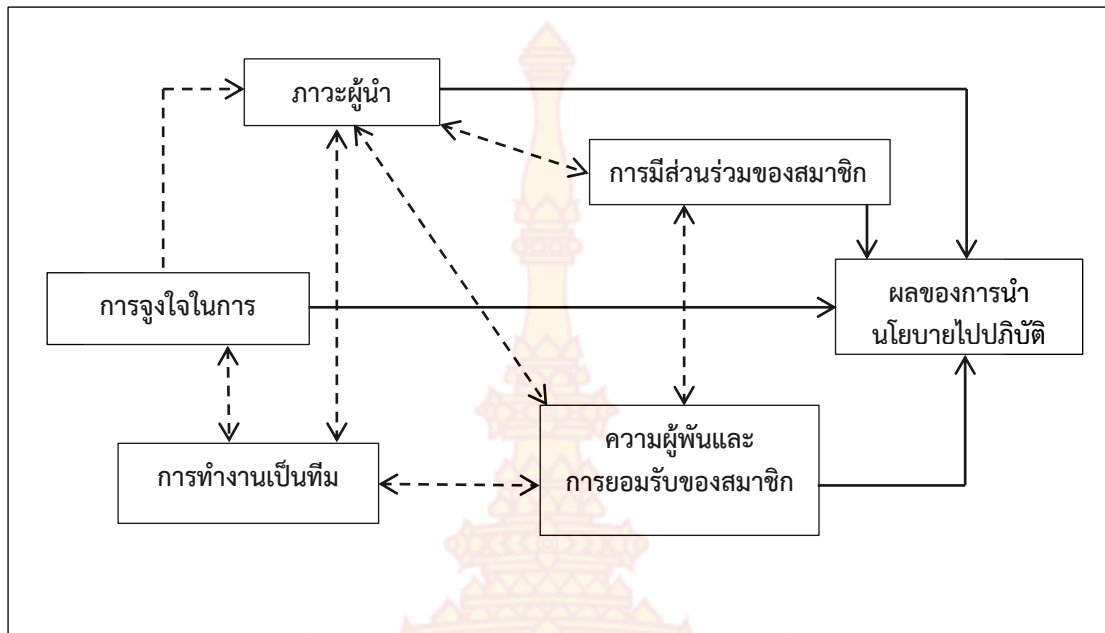 ภาวะผู้นำ
การมีส่วนร่วมของสมาชิก
การจูงใจในการ
ผลของการนำ
นโยบายไปปฏิบัติ
ความผู้พันและ
การยอมรับของสมาชิก
การทำงานเป็นทีม